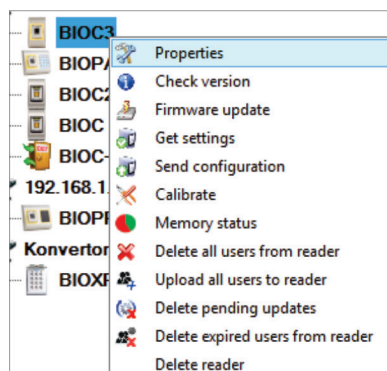 BIOC3
Properties
BIOPA
Check version
BIOC2
Firmware update
BIOC
Get settings
BIOC-
Send configuration
192.168.1.
Calibrate
BIOPR
Memory status
Konvertor
Delete all users from reader
BIOXR
Upload all users to reader
Delete pending updates
Delete expired users from reader
Delete reader